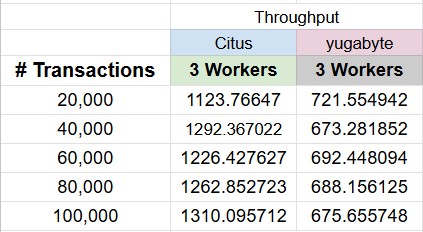 Throughput
Citus yugabyte
# Transactions 3 Workers 3 Workers
20,000 1123.76647 721.554942
40,000 1292.367022 673.281852
60,000 1226.427627 692.448094
80,000 1262.852723 688.156125
100,000 1310.095712 675.655748